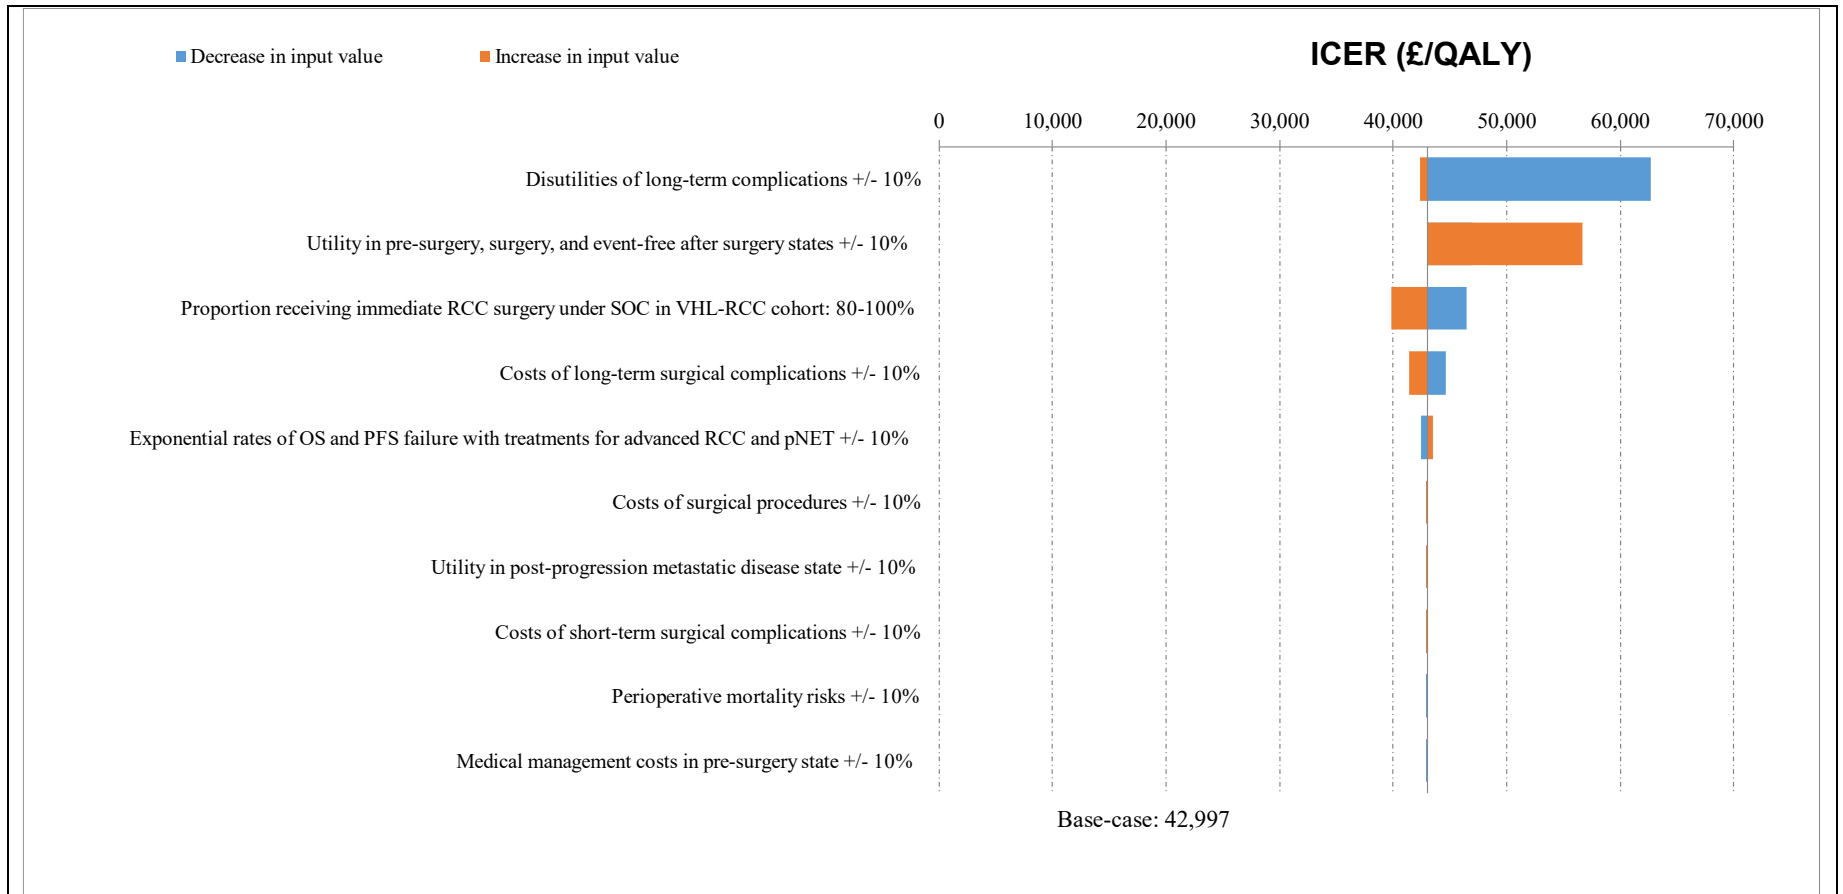 Decrease in input value
Increase in input value
ICER (£/QALY)
0 10,000 20,000 30,000 40,000 50,000 60,000 70,000
Disutilities of long-term complications +/- 10%
Utility in pre-surgery, surgery, and event-free after surgery states +/- 10%
Proportion receiving immediate RCC surgery under SOC in VHL-RCC cohort: 80-100%
Costs of long-term surgical complications +/- 10%
Exponential rates of OS and PFS failure with treatments for advanced RCC and pNET +/- 10%
Costs of surgical procedures +/- 10%
Utility in post-progression metastatic disease state +/- 10%
Costs of short-term surgical complications +/- 10%
Perioperative mortality risks +/- 10%
Medical management costs in pre-surgery state +/- 10%
Base-case: 42,997